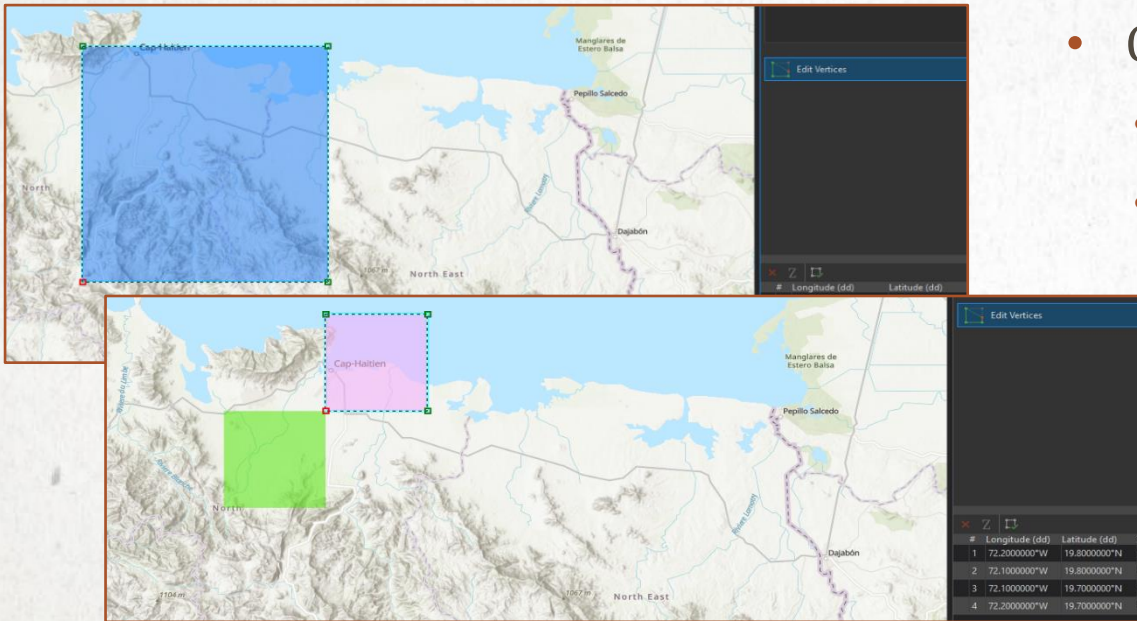 Cap-Haïtien
Manglares de
Estero Balsa
Pepillo Salcedo
North
Dajabón
1067 m
North East
Edit Vertices
Z
# Longitude (dd) Latitude (dd)
Cap-Haïtien
Manglares de
Estero Balsa
Pepillo Salcedo
North
Dajabón
1104 m
1067 m
North East
Edit Vertices
Z
# Longitude (dd) Latitude (dd)
1 72.2000000°W 19.8000000°N
2 72.1000000°W 19.8000000°N
3 72.1000000°W 19.7000000°N
4 72.2000000°W 19.7000000°N